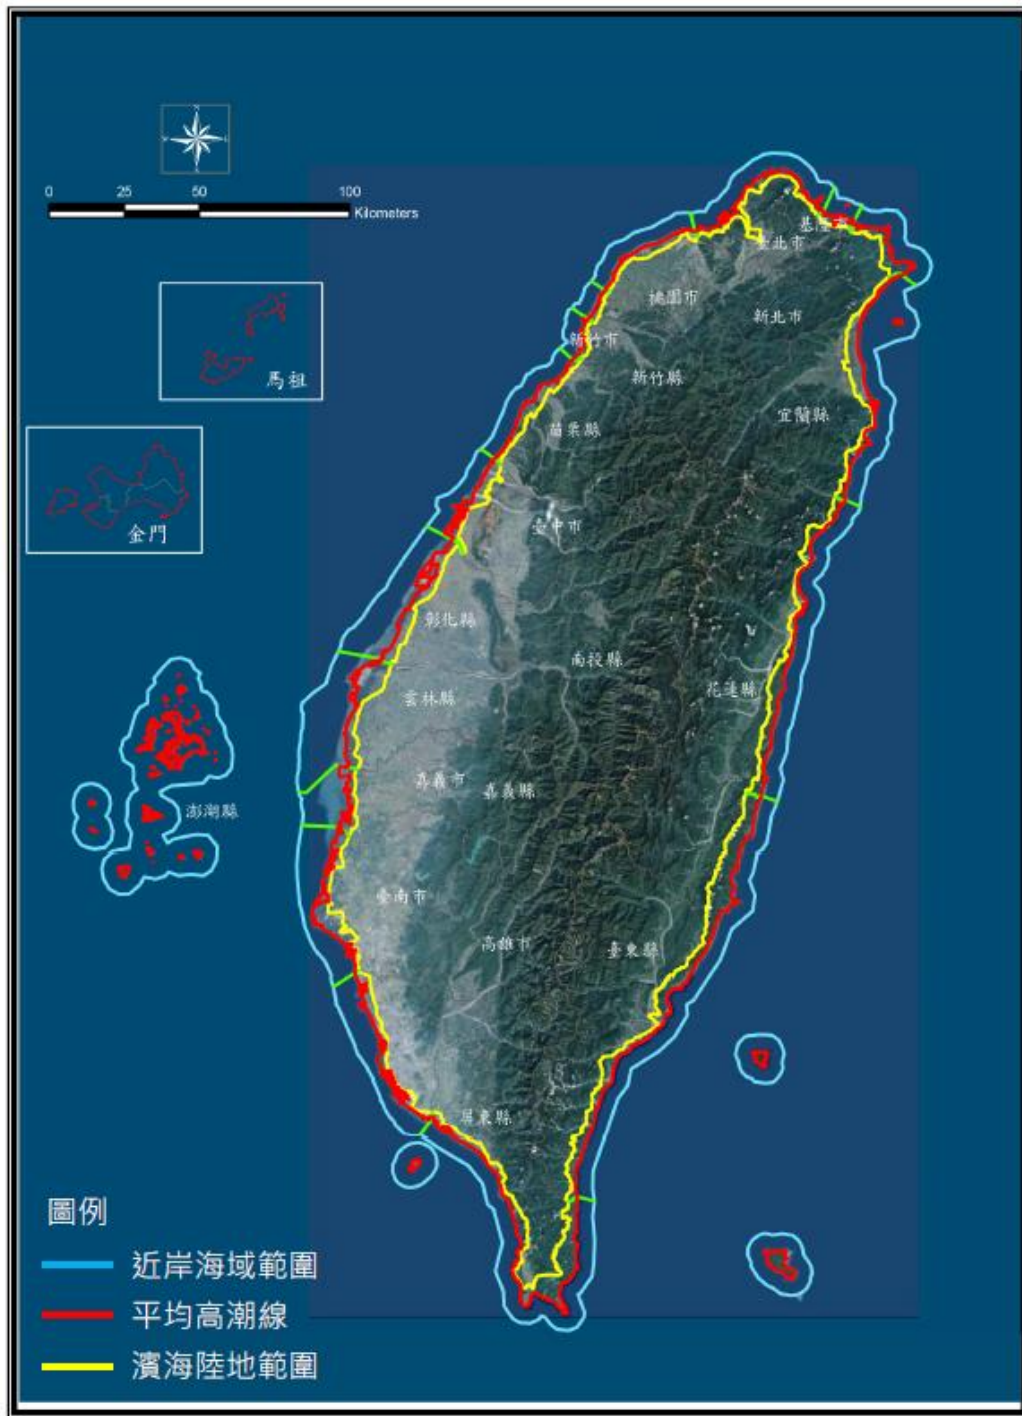 0 25 50 100
Kilometers
基隆市
臺北市
桃園市
新北市
新竹市
馬祖
新竹縣
宜蘭縣
苗栗縣
金門
臺中市
彰化縣
南投縣
花蓮縣
雲林縣
嘉義市
嘉義縣
澎湖縣
臺南市
高雄市
臺東縣
屏東縣
圖例
近岸海域範圍
平均高潮線
濱海陸地範圍